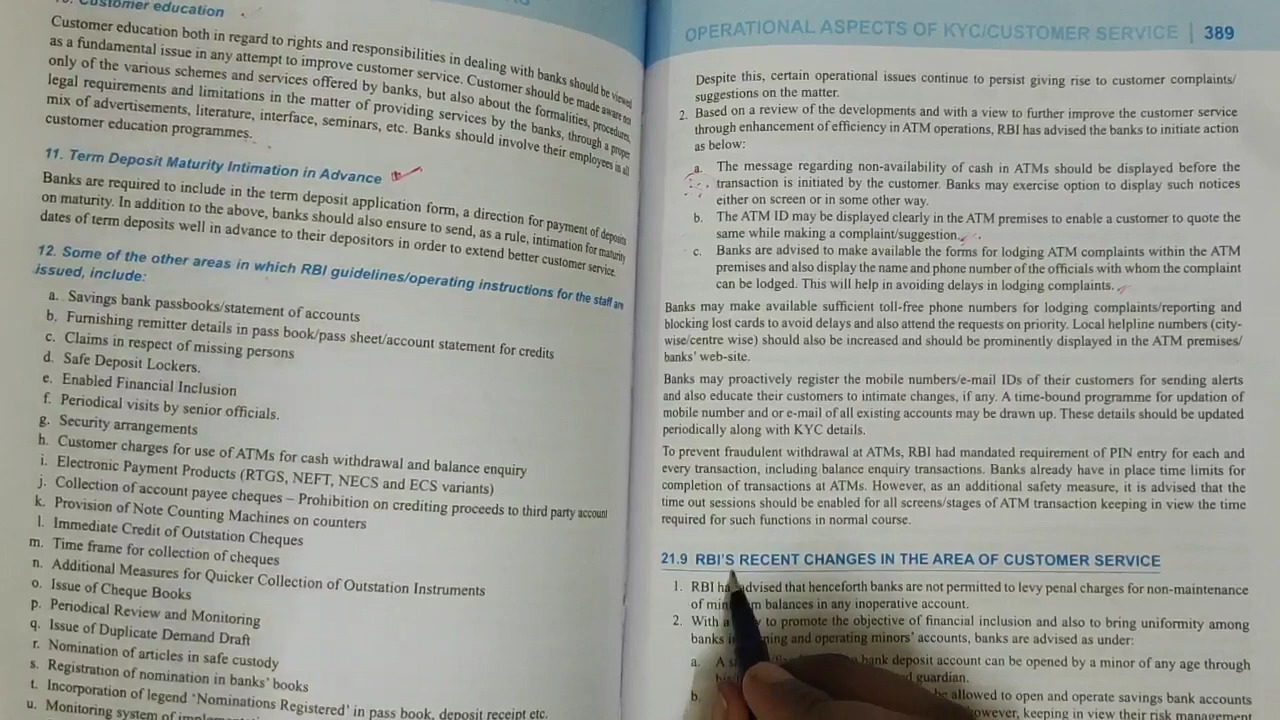 10. Customer education
Customer education both in regard to rights and responsibilities in dealing with banks should be viewed
as a fundamental issue in any attempt to improve customer service. Customer should be made aware not
only of the various schemes and services offered by banks, but also about the formalities, procedures,
legal requirements and limitations in the matter of providing services by the banks, through a proper
mix of advertisements, literature, interface, seminars, etc. Banks should involve their employees in all
customer education programmes.
11. Term Deposit Maturity Intimation in Advance
Banks are required to include in the term deposit application form, a direction for payment of deposits
on maturity. In addition to the above, banks should also ensure to send, as a rule, intimation for maturity
dates of term deposits well in advance to their depositors in order to extend better customer service.
12. Some of the other areas in which RBI guidelines/operating instructions for the staff are
issued, include:
a. Savings bank passbooks/statement of accounts
b. Furnishing remitter details in pass book/pass sheet/account statement for credits
c. Claims in respect of missing persons
d. Safe Deposit Lockers.
e. Enabled Financial Inclusion
f. Periodical visits by senior officials.
g. Security arrangements
h. Customer charges for use of ATMs for cash withdrawal and balance enquiry
i. Electronic Payment Products (RTGS, NEFT, NECS and ECS variants)
j. Collection of account payee cheques – Prohibition on crediting proceeds to third party account
k. Provision of Note Counting Machines on counters
l. Immediate Credit of Outstation Cheques
m. Time frame for collection of cheques
n. Additional Measures for Quicker Collection of Outstation Instruments
o. Issue of Cheque Books
p. Periodical Review and Monitoring
q. Issue of Duplicate Demand Draft
r. Nomination of articles in safe custody
s. Registration of nomination in banks' books
t. Incorporation of legend 'Nominations Registered' in pass book, deposit receipt etc.
u. Monitoring system of
OPERATIONAL ASPECTS OF KYC/CUSTOMER SERVICE | 389
Despite this, certain operational issues continue to persist giving rise to customer complaints/
suggestions on the matter.
2. Based on a review of the developments and with a view to further improve the customer service
through enhancement of efficiency in ATM operations, RBI has advised the banks to initiate action
as below:
a. The message regarding non-availability of cash in ATMs should be displayed before the
transaction is initiated by the customer. Banks may exercise option to display such notices
either on screen or in some other way.
b. The ATM ID may be displayed clearly in the ATM premises to enable a customer to quote the
same while making a complaint/suggestion.
c. Banks are advised to make available the forms for lodging ATM complaints within the ATM
premises and also display the name and phone number of the officials with whom the complaint
can be lodged. This will help in avoiding delays in lodging complaints.
Banks may make available sufficient toll-free phone numbers for lodging complaints/reporting and
blocking lost cards to avoid delays and also attend the requests on priority. Local helpline numbers (city-
wise/centre wise) should also be increased and should be prominently displayed in the ATM premises/
banks' web-site.
Banks may proactively register the mobile numbers/e-mail IDs of their customers for sending alerts
and also educate their customers to intimate changes, if any. A time-bound programme for updation of
mobile number and or e-mail of all existing accounts may be drawn up. These details should be updated
periodically along with KYC details.
To prevent fraudulent withdrawal at ATMs, RBI had mandated requirement of PIN entry for each and
every transaction, including balance enquiry transactions. Banks already have in place time limits for
completion of transactions at ATMs. However, as an additional safety measure, it is advised that the
time out sessions should be enabled for all screens/stages of ATM transaction keeping in view the time
required for such functions in normal course.
21.9 RBI'S RECENT CHANGES IN THE AREA OF CUSTOMER SERVICE
1. RBI has advised that henceforth banks are not permitted to levy penal charges for non-maintenance
of minimum balances in any inoperative account.
2. With a to promote the objective of financial inclusion and also to bring uniformity among
banks and operating minors' accounts, banks are advised as under:
a. A bank deposit account can be opened by a minor of any age through
guardian.
b. be allowed to open and operate savings bank accounts
however, keeping in view their risk management